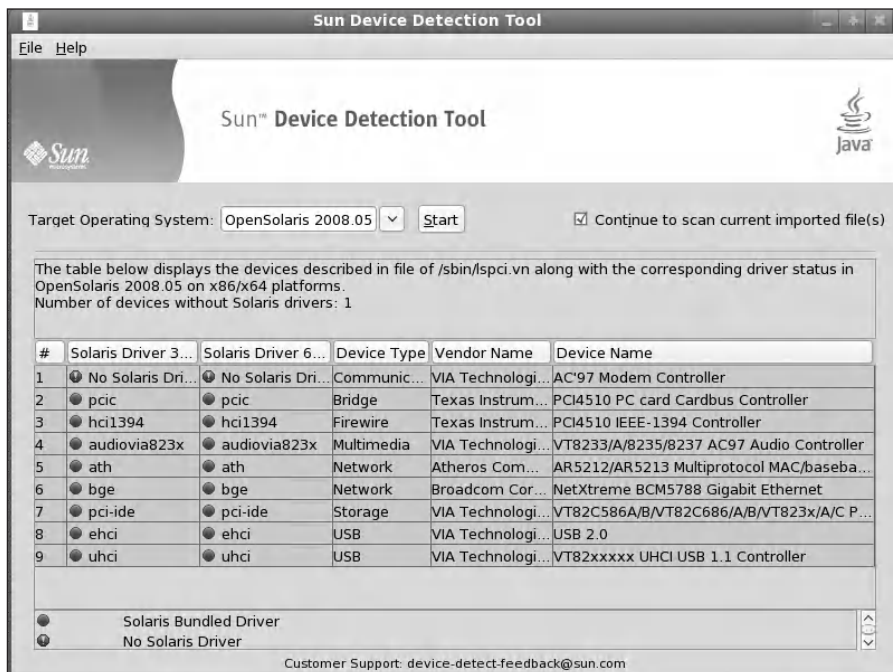 Sun Device Detection Tool
File Help
Sun
Sun™ Device Detection Tool
Java
Target Operating System: OpenSolaris 2008.05 Start Continue to scan current imported file(s)
The table below displays the devices described in file of /sbin/lspci.vn along with the corresponding driver status in
OpenSolaris 2008.05 on x86/x64 platforms.
Number of devices without Solaris drivers: 1
# Solaris Driver 3... Solaris Driver 6... Device Type Vendor Name Device Name
1 No Solaris Dri... No Solaris Dri... Communic... VIA Technologi... AC'97 Modem Controller
2 pcic pcic Bridge Texas Instrum... PCI4510 PC card Cardbus Controller
3 hci1394 hci1394 Firewire Texas Instrum... PCI4510 IEEE-1394 Controller
4 audiovia823x audiovia823x Multimedia VIA Technologi... VT8233/A/8235/8237 AC97 Audio Controller
5 ath ath Network Atheros Com... AR5212/AR5213 Multiprotocol MAC/baseba...
6 bge bge Network Broadcom Cor... NetXtreme BCM5788 Gigabit Ethernet
7 pci-ide pci-ide Storage VIA Technologi... VT82C586A/B/VT82C686/A/B/VT823x/A/C P...
8 ehci ehci USB VIA Technologi... USB 2.0
9 uhci uhci USB VIA Technologi... VT82xxxxx UHCI USB 1.1 Controller
Solaris Bundled Driver
No Solaris Driver
Customer Support: device-detect-feedback@sun.com